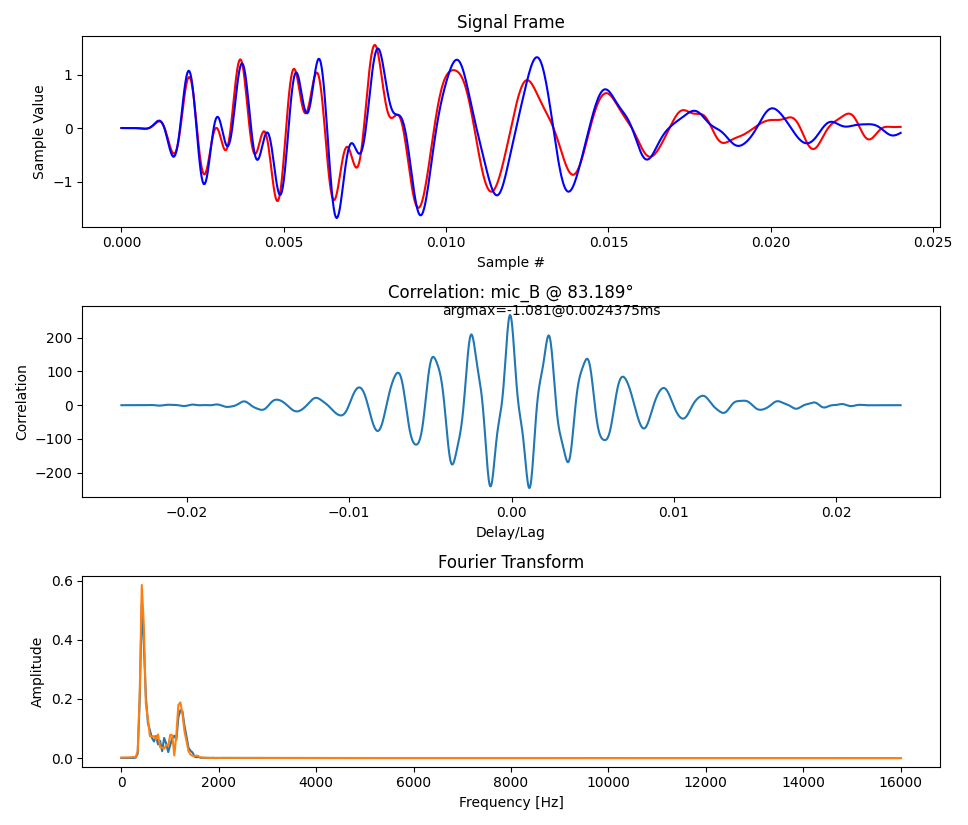 Signal Frame
Sample Value
1
0
−1
0.000 0.005 0.010 0.015 0.020 0.025
Sample #
Correlation: mic_B @ 83.189°
argmax=-1.081@0.0024375ms
Correlation
200
100
0
−100
−200
−0.02 −0.01 0.00 0.01 0.02
Delay/Lag
Fourier Transform
Amplitude
0.6
0.4
0.2
0.0
0 2000 4000 6000 8000 10000 12000 14000 16000
Frequency [Hz]